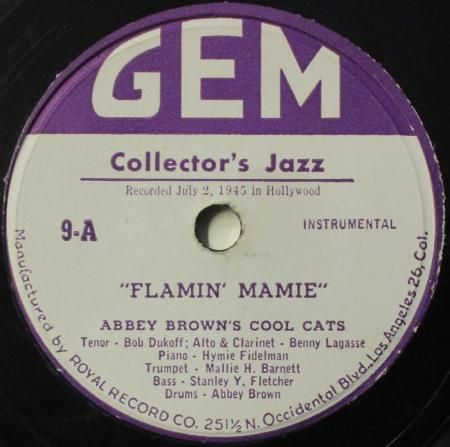 GEM
Collector's Jazz
Recorded July 2, 1945 in Hollywood
9-A
INSTRUMENTAL
"FLAMIN' MAMIE"
ABBEY BROWN'S COOL CATS
Tenor - Bob Dukoff; Alto & Clarinet - Benny Lagasse
Piano - Hymie Fidelman
Trumpet - Mallie H. Barnett
Bass - Stanley Y. Fletcher
Drums - Abbey Brown
Manufactured by ROYAL RECORD CO. 251½ N. Occidental Blvd., Los Angeles 26, Cal.